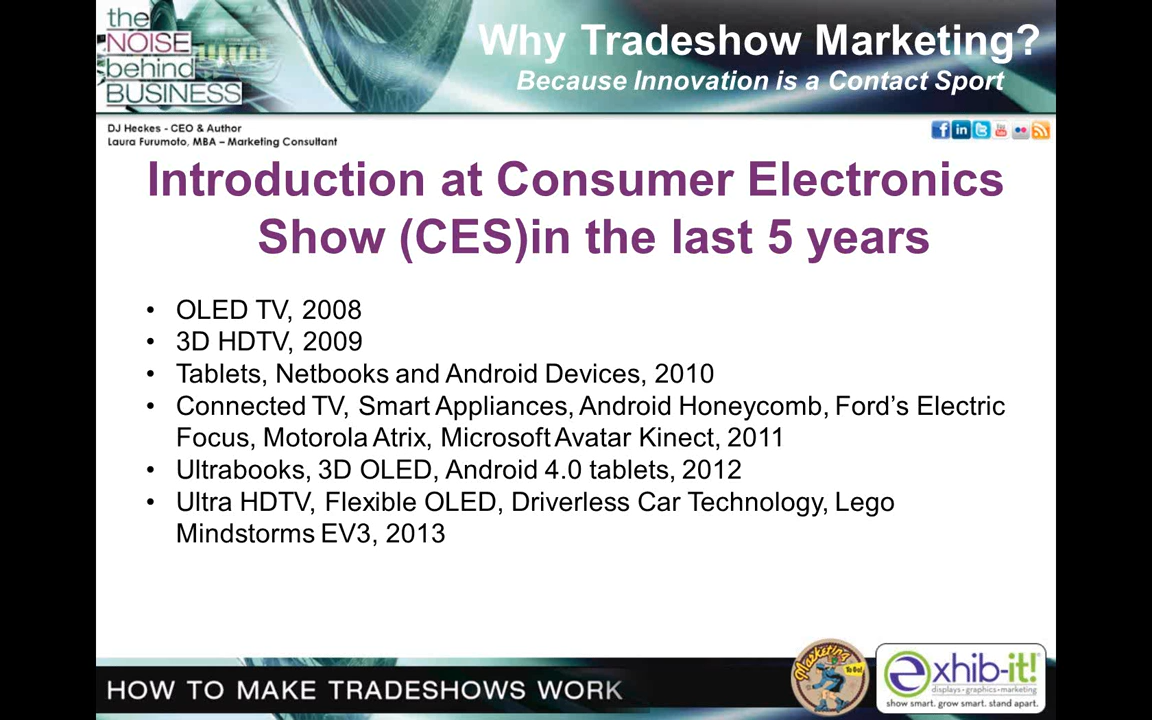 the
NOISE
behind
BUSINESS
Why Tradeshow Marketing?
Because Innovation is a Contact Sport
DJ Heckes - CEO & Author
Laura Furumoto, MBA – Marketing Consultant
Introduction at Consumer Electronics
Show (CES)in the last 5 years
• OLED TV, 2008
• 3D HDTV, 2009
• Tablets, Netbooks and Android Devices, 2010
• Connected TV, Smart Appliances, Android Honeycomb, Ford’s Electric
Focus, Motorola Atrix, Microsoft Avatar Kinect, 2011
• Ultrabooks, 3D OLED, Android 4.0 tablets, 2012
• Ultra HDTV, Flexible OLED, Driverless Car Technology, Lego
Mindstorms EV3, 2013
HOW TO MAKE TRADESHOWS WORK
Marketing
To Go!
exhib-it!
displays•graphics•marketing
show smart. grow smart. stand apart.